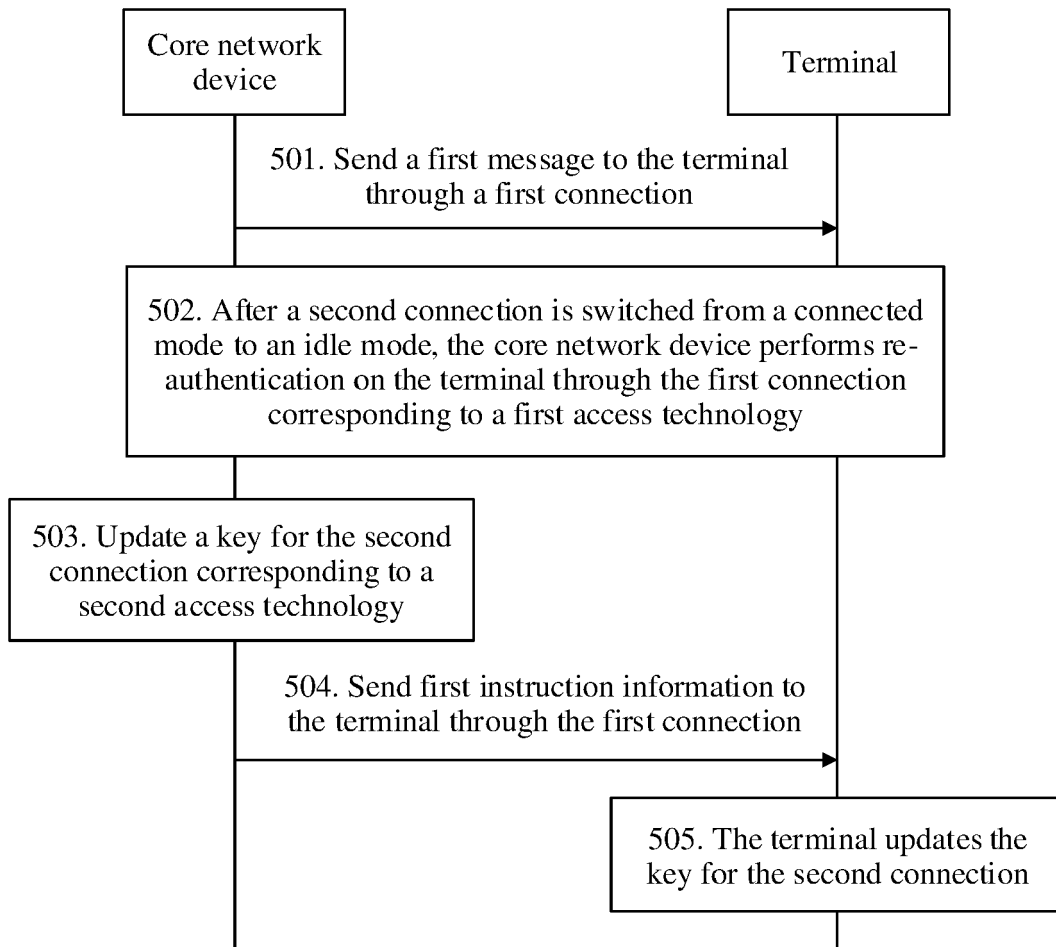 Core network
device
Terminal
501. Send a first message to the terminal
through a first connection
502. After a second connection is switched from a connected
mode to an idle mode, the core network device performs re-
authentication on the terminal through the first connection
corresponding to a first access technology
503. Update a key for the second
connection corresponding to a
second access technology
504. Send first instruction information to
the terminal through the first connection
505. The terminal updates the
key for the second connection